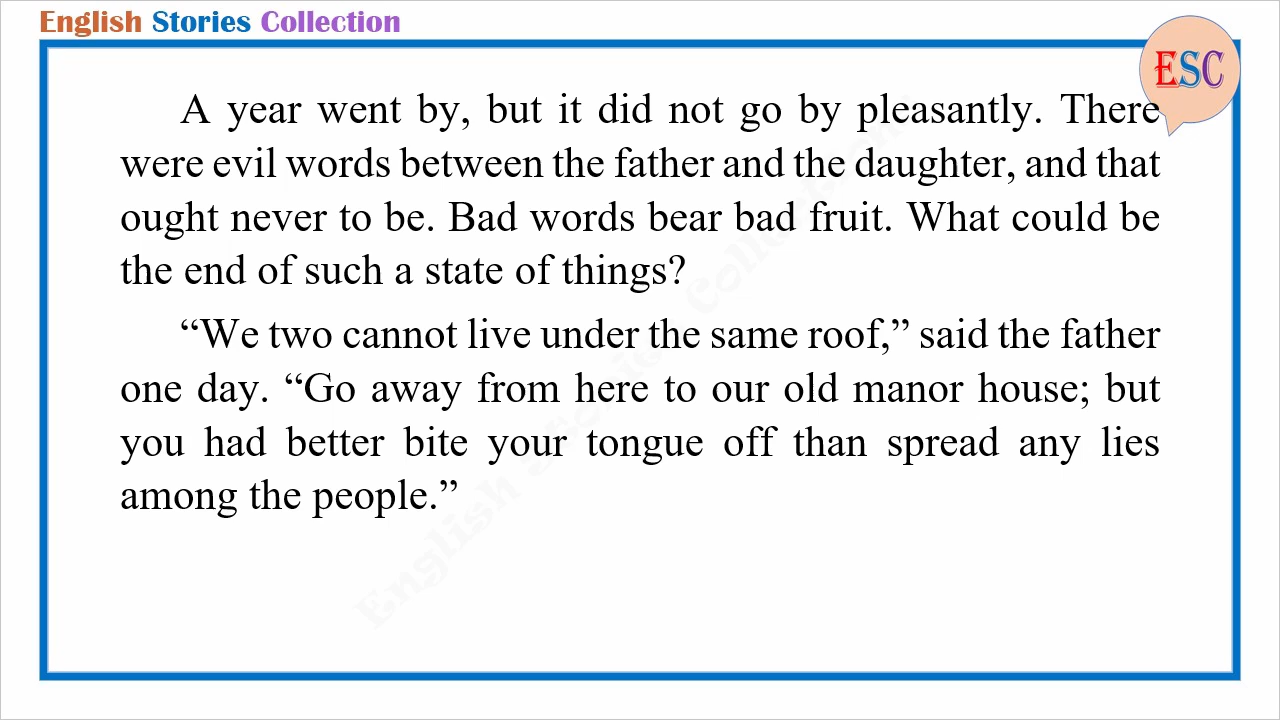 English Stories Collection
ESC
A year went by, but it did not go by pleasantly. There
were evil words between the father and the daughter, and that
ought never to be. Bad words bear bad fruit. What could be
the end of such a state of things?
“We two cannot live under the same roof,” said the father
one day. “Go away from here to our old manor house; but
you had better bite your tongue off than spread any lies
among the people.”
English Stories Collection